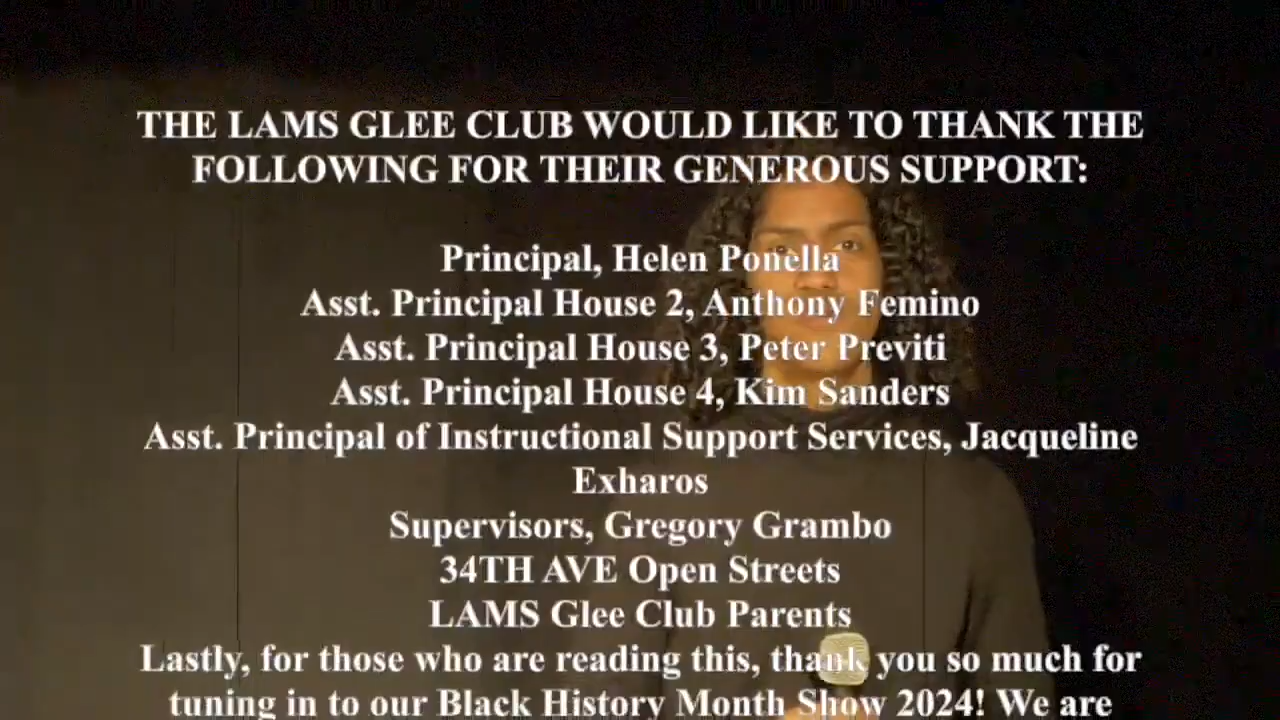 THE LAMS GLEE CLUB WOULD LIKE TO THANK THE
FOLLOWING FOR THEIR GENEROUS SUPPORT:
Principal, Helen Ponella
Asst. Principal House 2, Anthony Femino
Asst. Principal House 3, Peter Previti
Asst. Principal House 4, Kim Sanders
Asst. Principal of Instructional Support Services, Jacqueline
Exharos
Supervisors, Gregory Grambo
34TH AVE Open Streets
LAMS Glee Club Parents
Lastly, for those who are reading this, thank you so much for
tuning in to our Black History Month Show 2024! We are